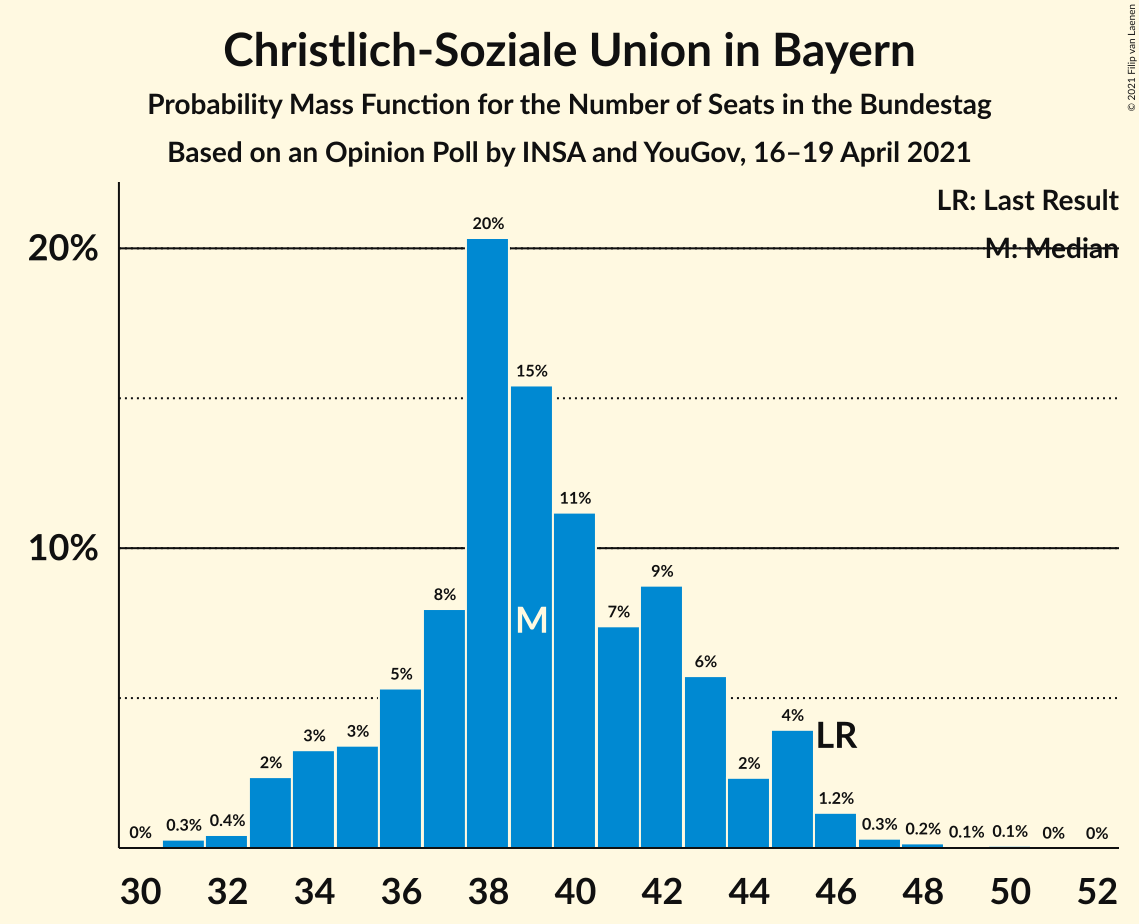 Christlich-Soziale Union in Bayern
Probability Mass Function for the Number of Seats in the Bundestag
Based on an Opinion Poll by INSA and YouGov, 16–19 April 2021
© 2021 Filip van Laenen
LR: Last Result
M: Median
20%
10%
0%
0.3%
0.4%
2%
3%
3%
5%
8%
20%
15%
11%
7%
9%
6%
2%
4%
1.2%
0.3%
0.2%
0.1%
0.1%
0%
0%
M
LR
30 32 34 36 38 40 42 44 46 48 50 52